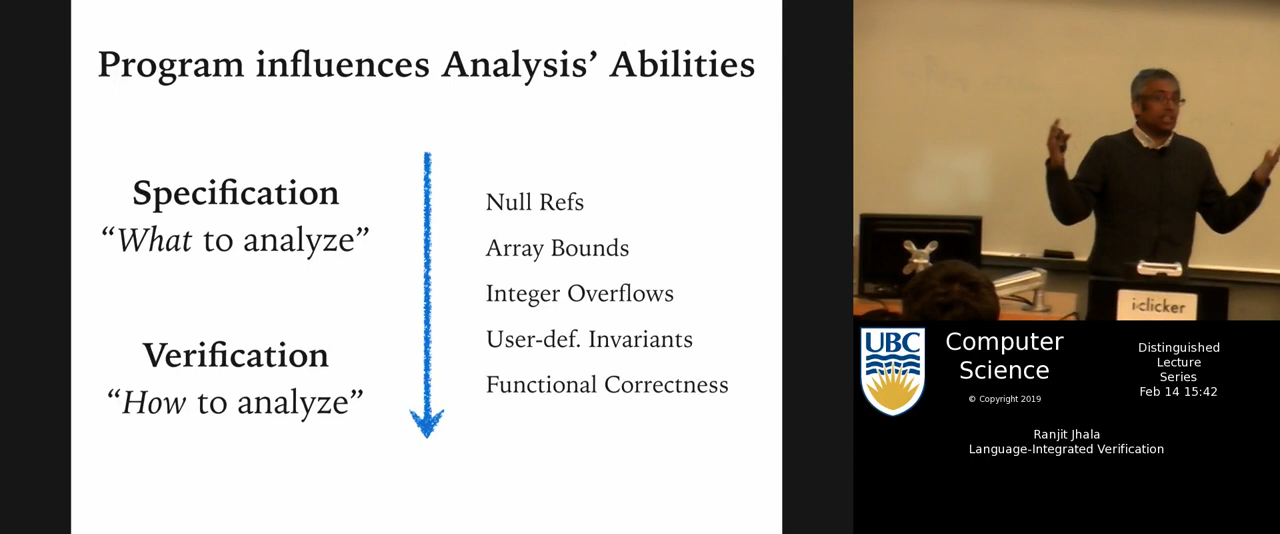 Program influences Analysis’ Abilities
Specification
“What to analyze”
Verification
“How to analyze”
Null Refs
Array Bounds
Integer Overflows
User-def. Invariants
Functional Correctness
i>clicker
UBC
Computer
Science
© Copyright 2019
Distinguished
Lecture
Series
Feb 14 15:42
Ranjit Jhala
Language-Integrated Verification